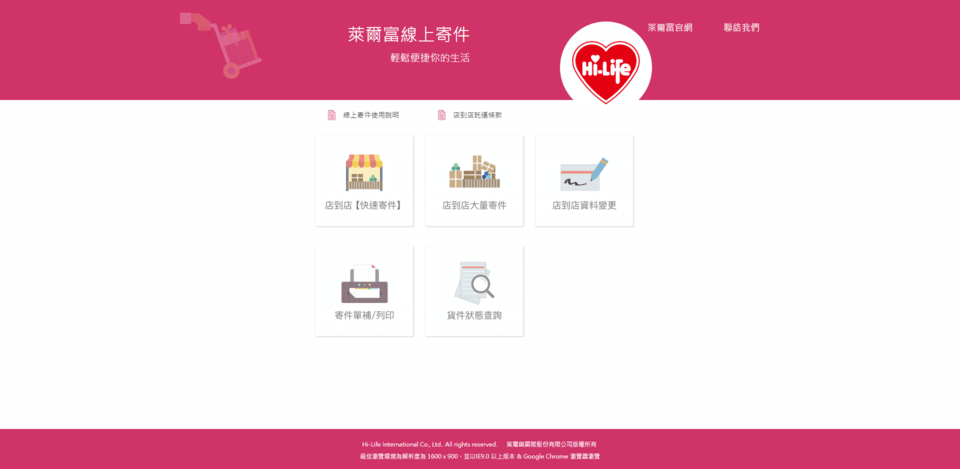 萊爾富線上寄件
輕鬆便捷你的生活
Hi-Life
萊爾富官網
聯絡我們
線上寄件使用說明
店到店託運條款
店到店【快速寄件】
店到店大量寄件
店到店資料變更
寄件單補/列印
貨件狀態查詢
Hi-Life International Co., Ltd.. All rights reserved. 萊爾富國際股份有限公司版權所有
最佳瀏覽環境為解析度為 1600 x 900，並以IE9.0 以上版本 & Google Chrome 瀏覽器瀏覽